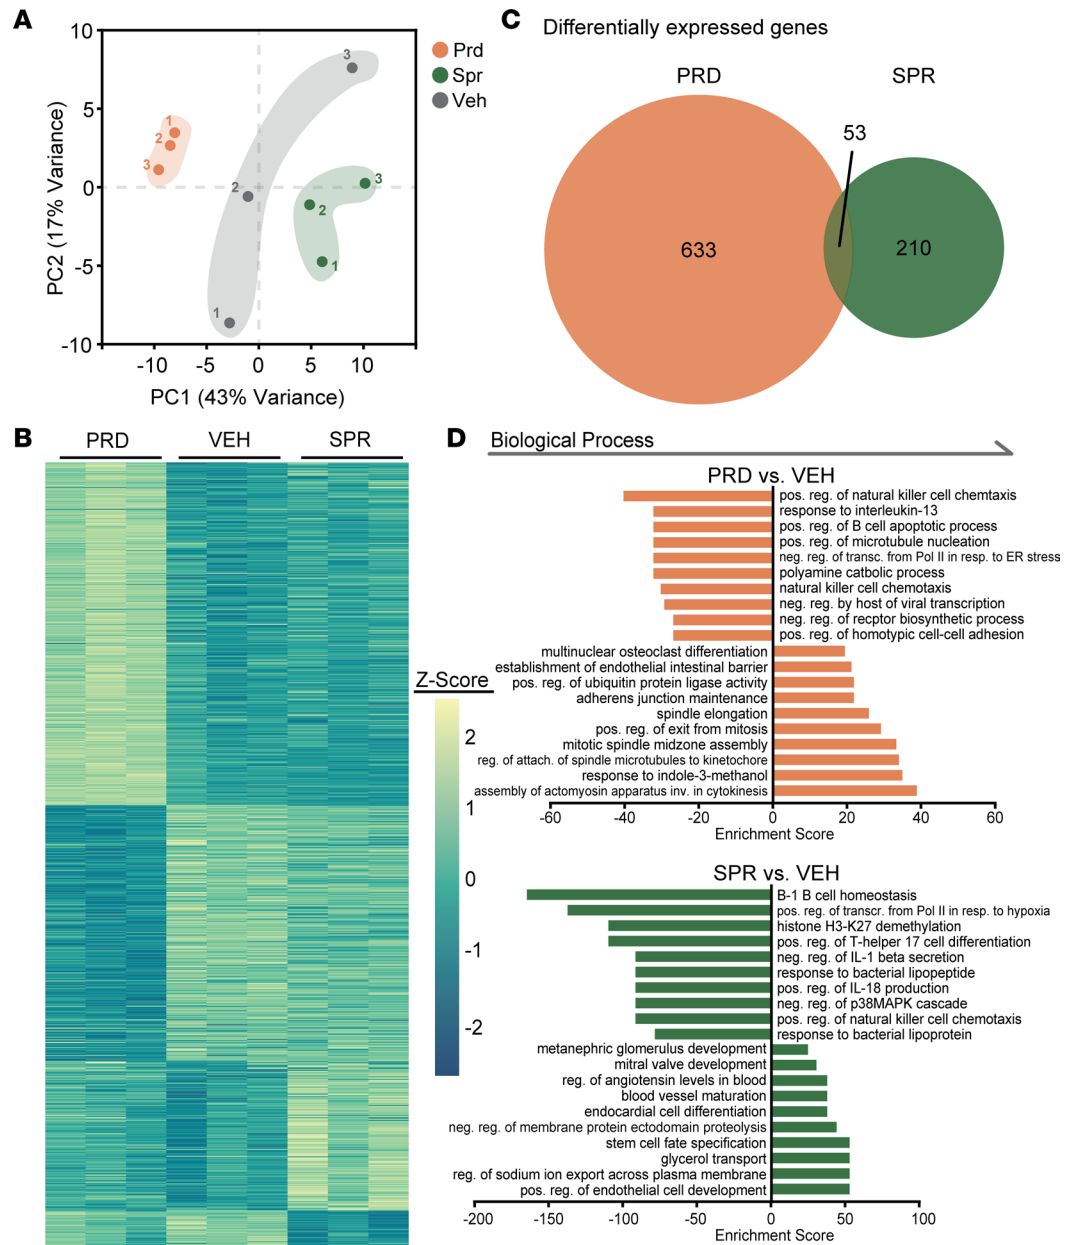 A
10
5
0
-5
-10
PC2 (17% Variance)
1
2
3
3
2
1
3
2
1
-10 -5 0 5 10
PC1 (43% Variance)
Prd
Spr
Veh
C
Differentially expressed genes
PRD
SPR
53
633
210
B
PRD VEH SPR
Z-Score
2
1
0
-1
-2
D
Biological Process
PRD vs. VEH
pos. reg. of natural killer cell chemtaxis
response to interleukin-13
pos. reg. of B cell apoptotic process
pos. reg. of microtubule nucleation
neg. reg. of transc. from Pol II in resp. to ER stress
polyamine catbolic process
natural killer cell chemotaxis
neg. reg. by host of viral transcription
neg. reg. of recptor biosynthetic process
pos. reg. of homotypic cell-cell adhesion
multinuclear osteoclast differentiation
establishment of endothelial intestinal barrier
pos. reg. of ubiquitin protein ligase activity
adherens junction maintenance
spindle elongation
pos. reg. of exit from mitosis
mitotic spindle midzone assembly
reg. of attach. of spindle microtubules to kinetochore
response to indole-3-methanol
assembly of actomyosin apparatus inv. in cytokinesis
-60 -40 -20 0 20 40 60
Enrichment Score
SPR vs. VEH
B-1 B cell homeostasis
pos. reg. of transcr. from Pol II in resp. to hypoxia
histone H3-K27 demethylation
pos. reg. of T-helper 17 cell differentiation
neg. reg. of IL-1 beta secretion
response to bacterial lipopeptide
pos. reg. of IL-18 production
neg. reg. of p38MAPK cascade
pos. reg. of natural killer cell chemotaxis
response to bacterial lipoprotein
metanephric glomerulus development
mitral valve development
reg. of angiotensin levels in blood
blood vessel maturation
endocardial cell differentiation
neg. reg. of membrane protein ectodomain proteolysis
stem cell fate specification
glycerol transport
reg. of sodium ion export across plasma membrane
pos. reg. of endothelial cell development
-200 -150 -100 -50 0 50 100
Enrichment Score